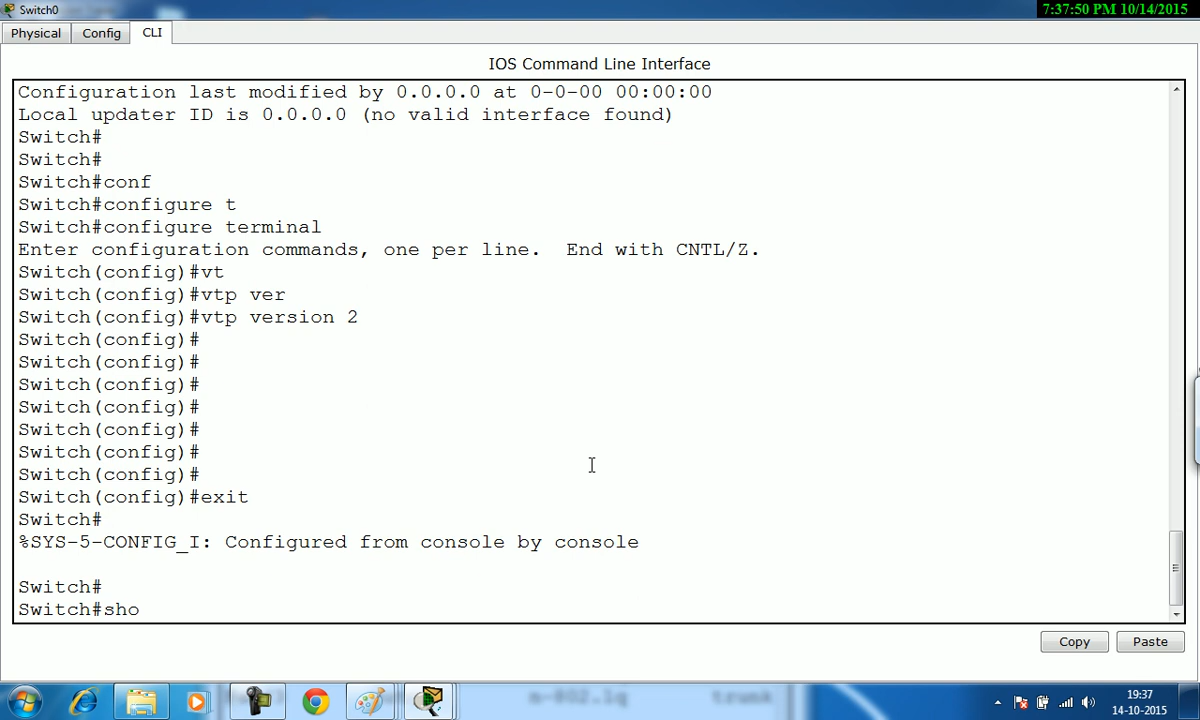 Switch0
7:37:50 PM 10/14/2015
Physical Config CLI
IOS Command Line Interface
Configuration last modified by 0.0.0.0 at 0-0-00 00:00:00
Local updater ID is 0.0.0.0 (no valid interface found)
Switch#
Switch#
Switch#conf
Switch#configure t
Switch#configure terminal
Enter configuration commands, one per line.  End with CNTL/Z.
Switch(config)#vt
Switch(config)#vtp ver
Switch(config)#vtp version 2
Switch(config)#
Switch(config)#
Switch(config)#
Switch(config)#
Switch(config)#
Switch(config)#
Switch(config)#
Switch(config)#exit
Switch#
%SYS-5-CONFIG_I: Configured from console by console
Switch#
Switch#sho
Copy Paste
n-802.1q trunk
19:37
14-10-2015